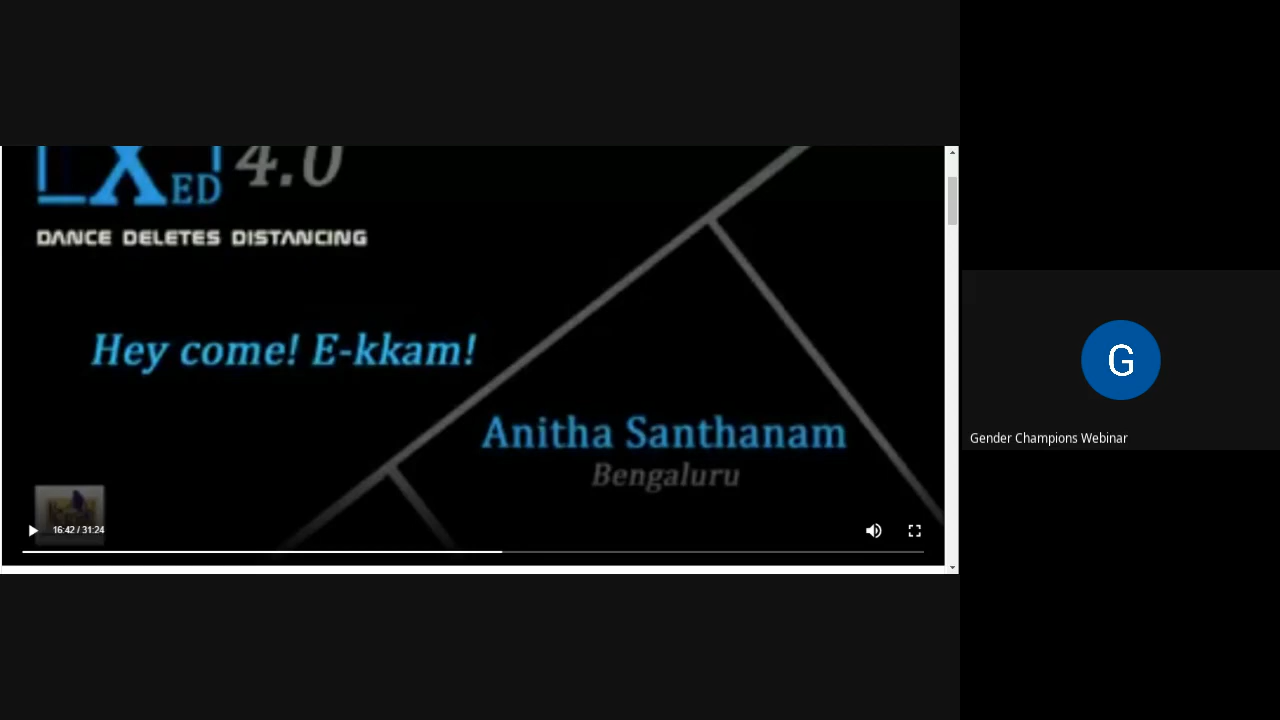 XED 4.0
DANCE DELETES DISTANCING
Hey come! E-kkam!
Anitha Santhanam
Bengaluru
16:42 / 31:24
G
Gender Champions Webinar